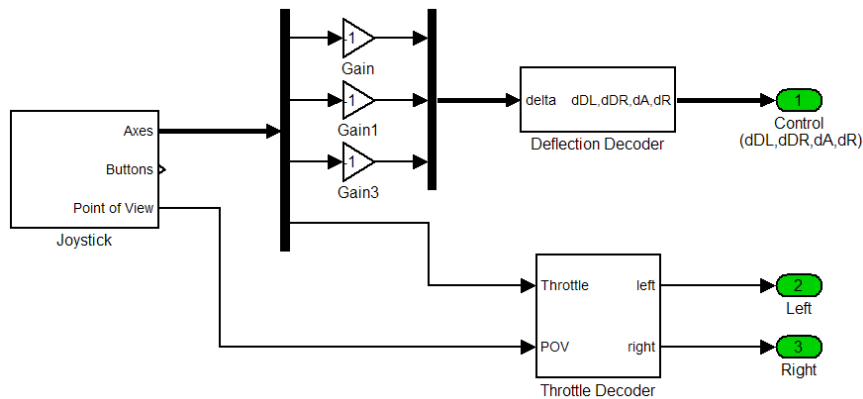 -1
Gain
-1
Gain1
-1
Gain3
Axes
Buttons
Point of View
Joystick
delta
dDL,dDR,dA,dR
Deflection Decoder
1
Control
(dDL,dDR,dA,dR)
Throttle
left
POV
right
Throttle Decoder
2
Left
3
Right